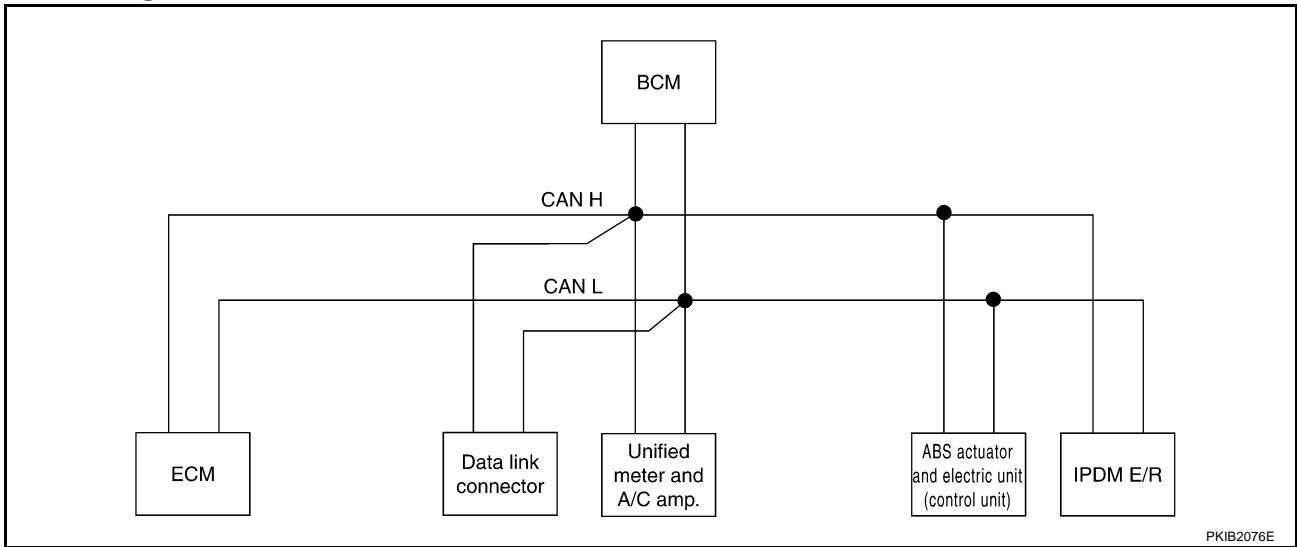 BCM
CAN H
CAN L
ECM
Data link
connector
Unified
meter and
A/C amp.
ABS actuator
and electric unit
(control unit)
IPDM E/R
PKIB2076E